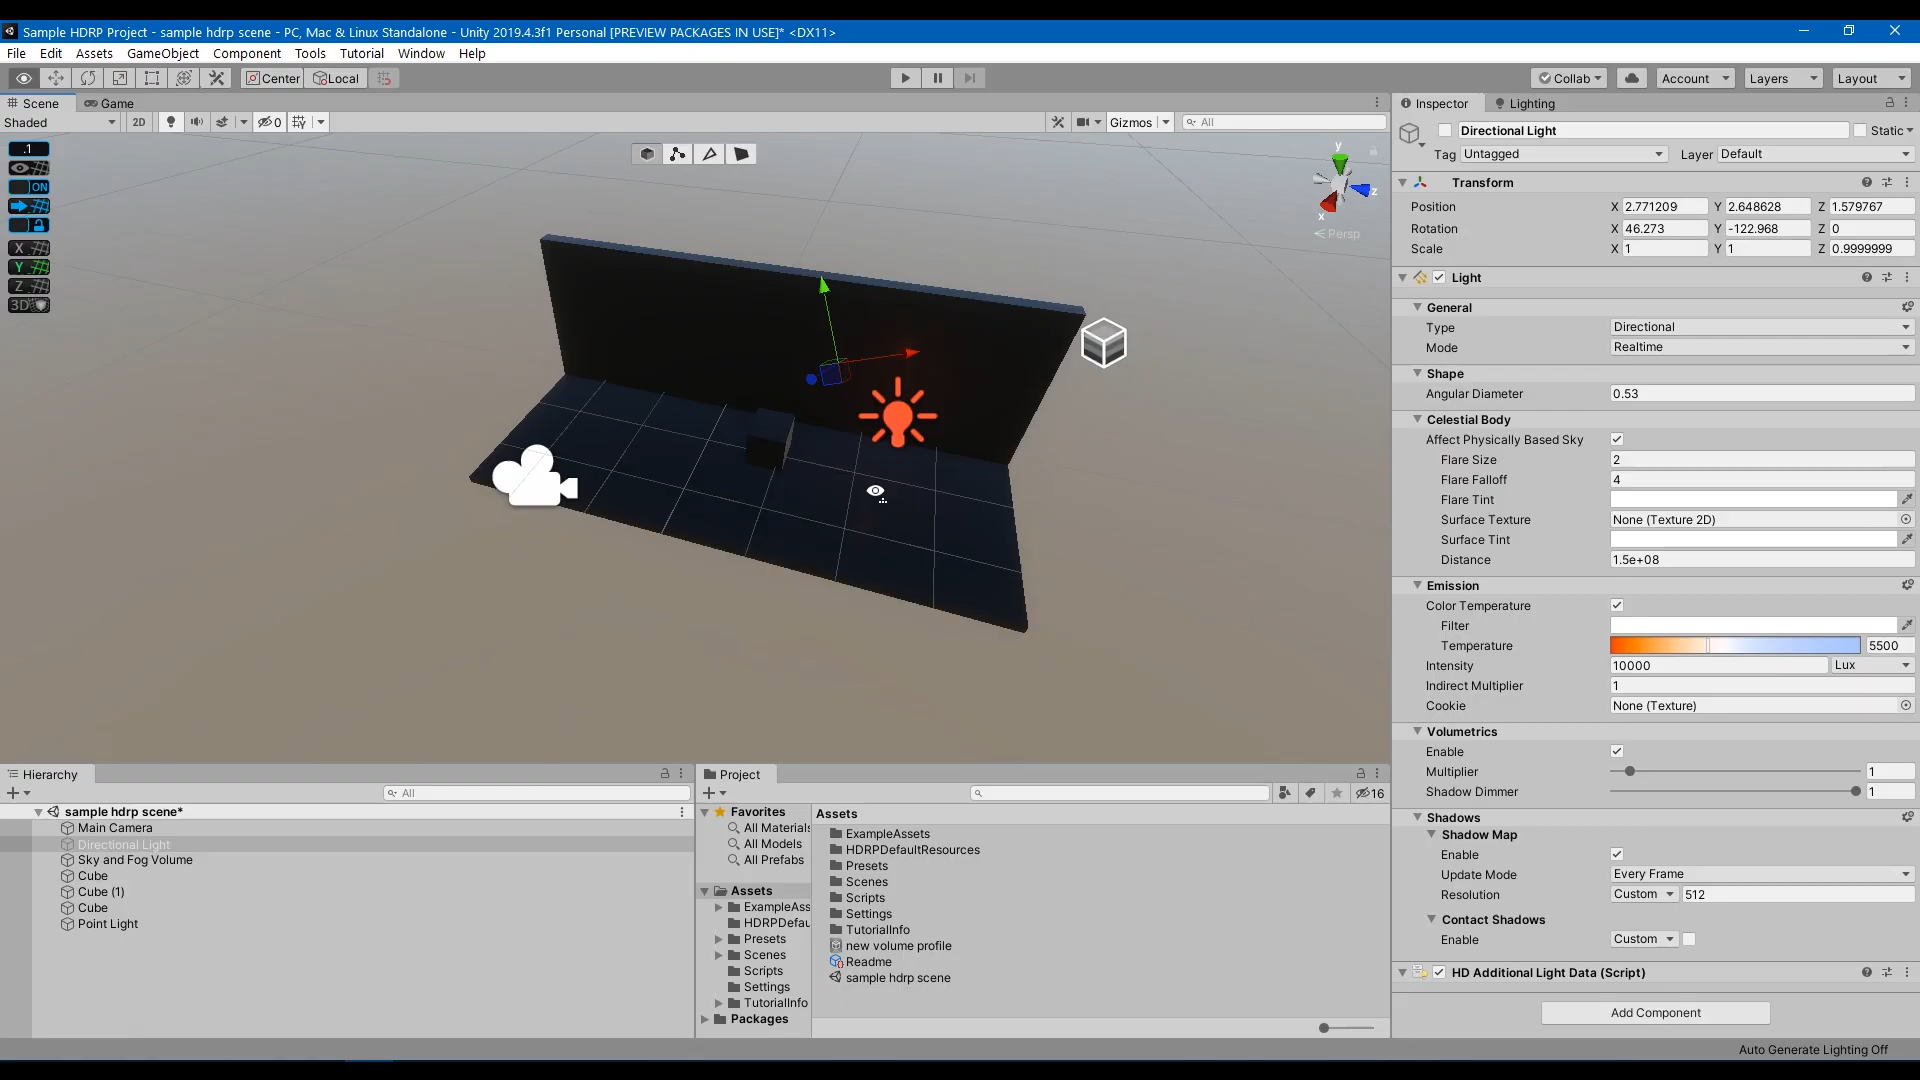 Sample HDRP Project - sample hdrp scene - PC, Mac & Linux Standalone - Unity 2019.4.3f1 Personal [PREVIEW PACKAGES IN USE]* <DX11>
File Edit Assets GameObject Component Tools Tutorial Window Help
Center Local Collab Account Layers Layout
Scene Game
Shaded 2D 0 Gizmos All
.1
ON
X
Y
Z
3D
y
z
x
Persp
Inspector Lighting
Directional Light Static
Tag Untagged Layer Default
Transform
Position X 2.771209 Y 2.648628 Z 1.579767
Rotation X 46.273 Y -122.968 Z 0
Scale X 1 Y 1 Z 0.9999999
Light
General
Type Directional
Mode Realtime
Shape
Angular Diameter 0.53
Celestial Body
Affect Physically Based Sky
Flare Size 2
Flare Falloff 4
Flare Tint
Surface Texture None (Texture 2D)
Surface Tint
Distance 1.5e+08
Emission
Color Temperature
Filter
Temperature 5500
Intensity 10000 Lux
Indirect Multiplier 1
Cookie None (Texture)
Volumetrics
Enable
Multiplier 1
Shadow Dimmer 1
Shadows
Shadow Map
Enable
Update Mode Every Frame
Resolution Custom 512
Contact Shadows
Enable Custom
HD Additional Light Data (Script)
Add Component
Auto Generate Lighting Off
Hierarchy
All
sample hdrp scene*
Main Camera
Directional Light
Sky and Fog Volume
Cube
Cube (1)
Cube
Point Light
Project
16
Favorites
All Materials
All Models
All Prefabs
Assets
ExampleAss
HDRPDefau
Presets
Scenes
Scripts
Settings
TutorialInfo
Packages
Assets
ExampleAssets
HDRPDefaultResources
Presets
Scenes
Scripts
Settings
TutorialInfo
new volume profile
Readme
sample hdrp scene